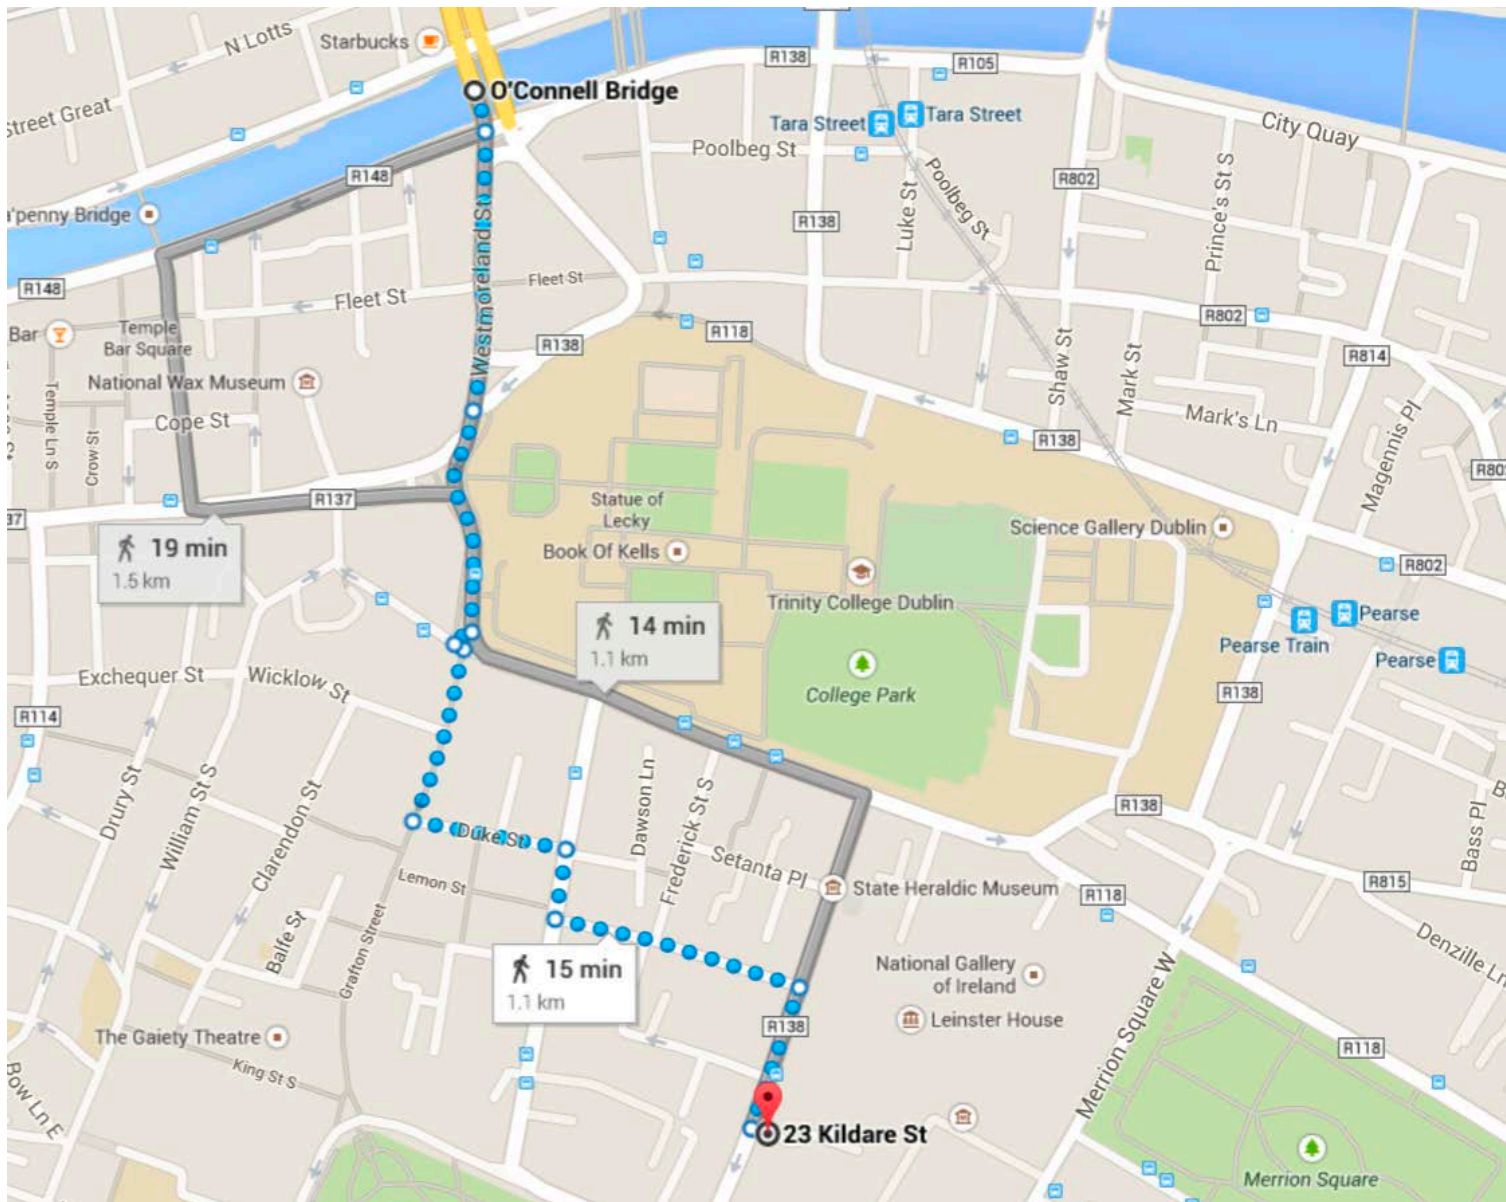 N Lotts
Starbucks
R138
R105
O'Connell Bridge
Street Great
Tara Street
Tara Street
City Quay
Poolbeg St
R148
R802
Poolbeg St
Prince's St S
a'penny Bridge
R138
Luke St
Westmoreland St
R148
Fleet St
Fleet St
R802
Bar
Temple
Bar Square
R138
R118
Shaw St
Mark St
R814
National Wax Museum
Temple Ln S
Crow St
Cope St
Mark's Ln
Magennis Pl
R138
R80
R137
37
Statue of
Lecky
Science Gallery Dublin
19 min
1.5 km
Book Of Kells
R802
Trinity College Dublin
14 min
1.1 km
Pearse
Pearse Train
Pearse
Exchequer St
Wicklow St
College Park
R138
R114
Drury St
William St S
Clarendon St
Dawson Ln
Frederick St S
R138
Bass Pl
B
Duke St
Setanta Pl
Lemon St
State Heraldic Museum
R118
R815
Balfe St
Grafton Street
Denzille Ln
15 min
1.1 km
National Gallery
of Ireland
Merrion Square W
The Gaiety Theatre
R138
Leinster House
R118
King St S
Bow Ln E
23 Kildare St
Merrion Square